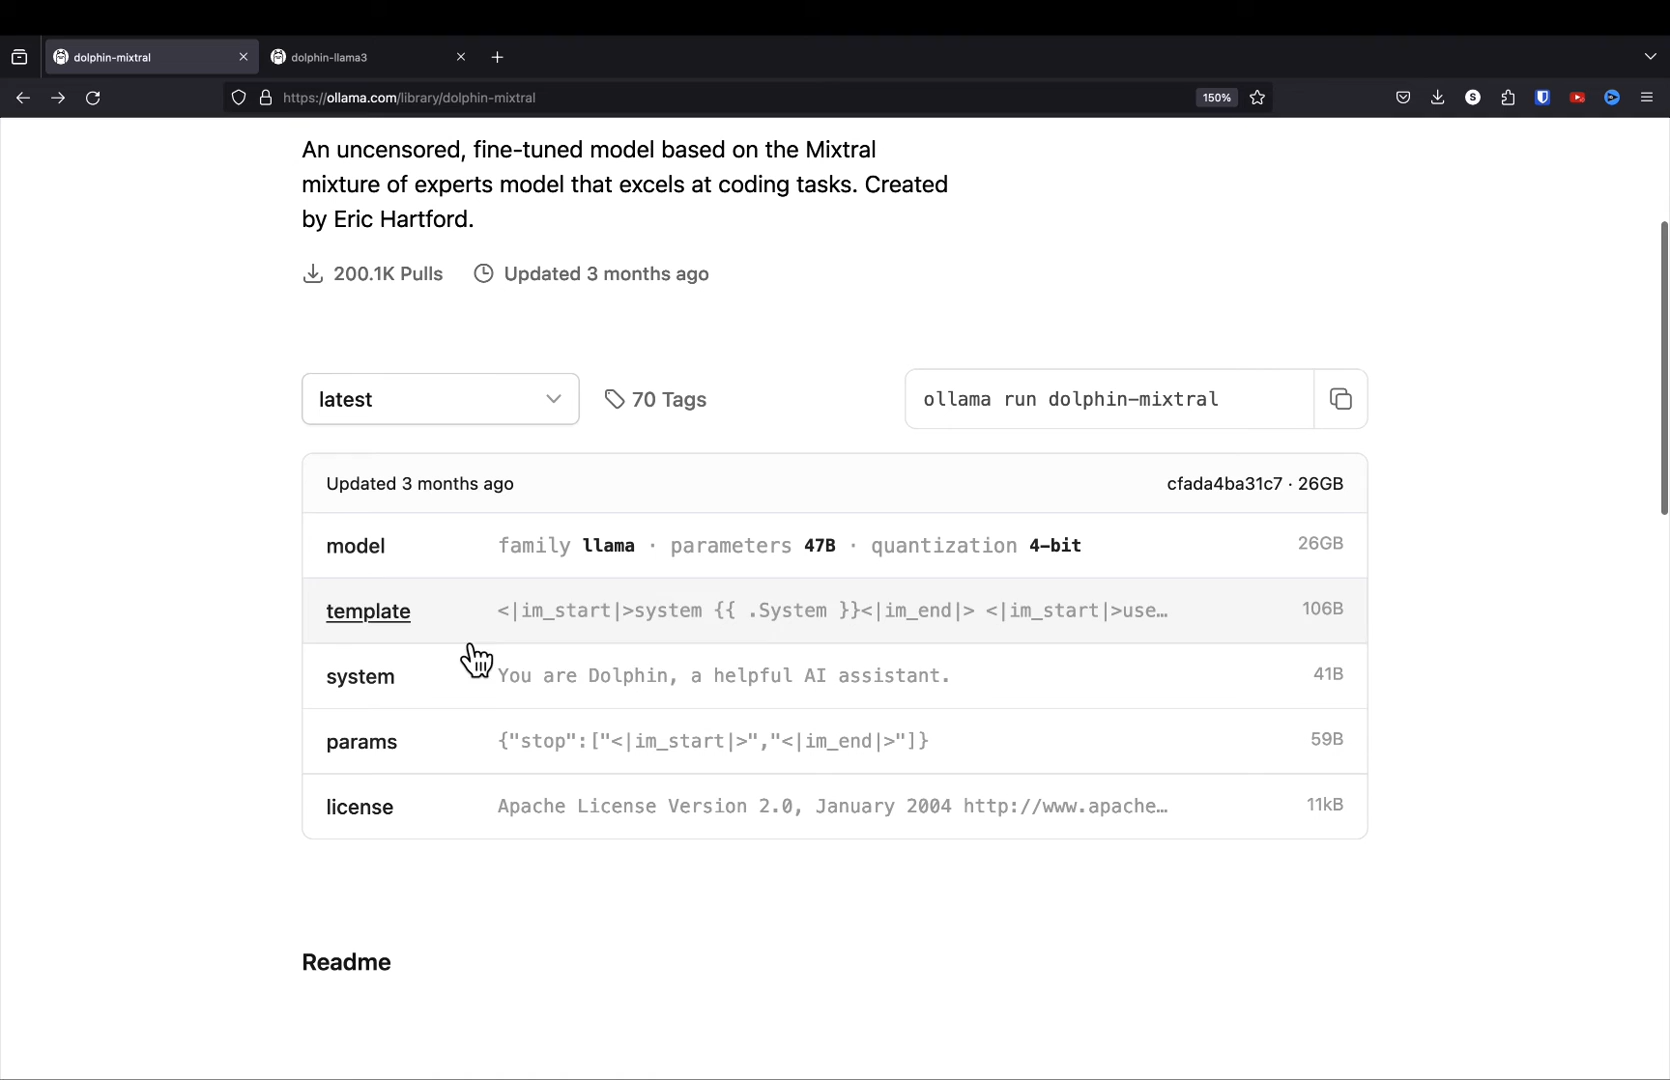 dolphin-mixtral
dolphin-llama3
https://ollama.com/library/dolphin-mixtral
150%
An uncensored, fine-tuned model based on the Mixtral
mixture of experts model that excels at coding tasks. Created
by Eric Hartford.
200.1K Pulls Updated 3 months ago
latest 70 Tags ollama run dolphin-mixtral
Updated 3 months ago cfada4ba31c7 · 26GB
model family llama · parameters 47B · quantization 4-bit 26GB
template <|im_start|>system {{ .System }}<|im_end|> <|im_start|>use… 106B
system You are Dolphin, a helpful AI assistant. 41B
params {"stop":["<|im_start|>","<|im_end|>"]} 59B
license Apache License Version 2.0, January 2004 http://www.apache… 11kB
Readme